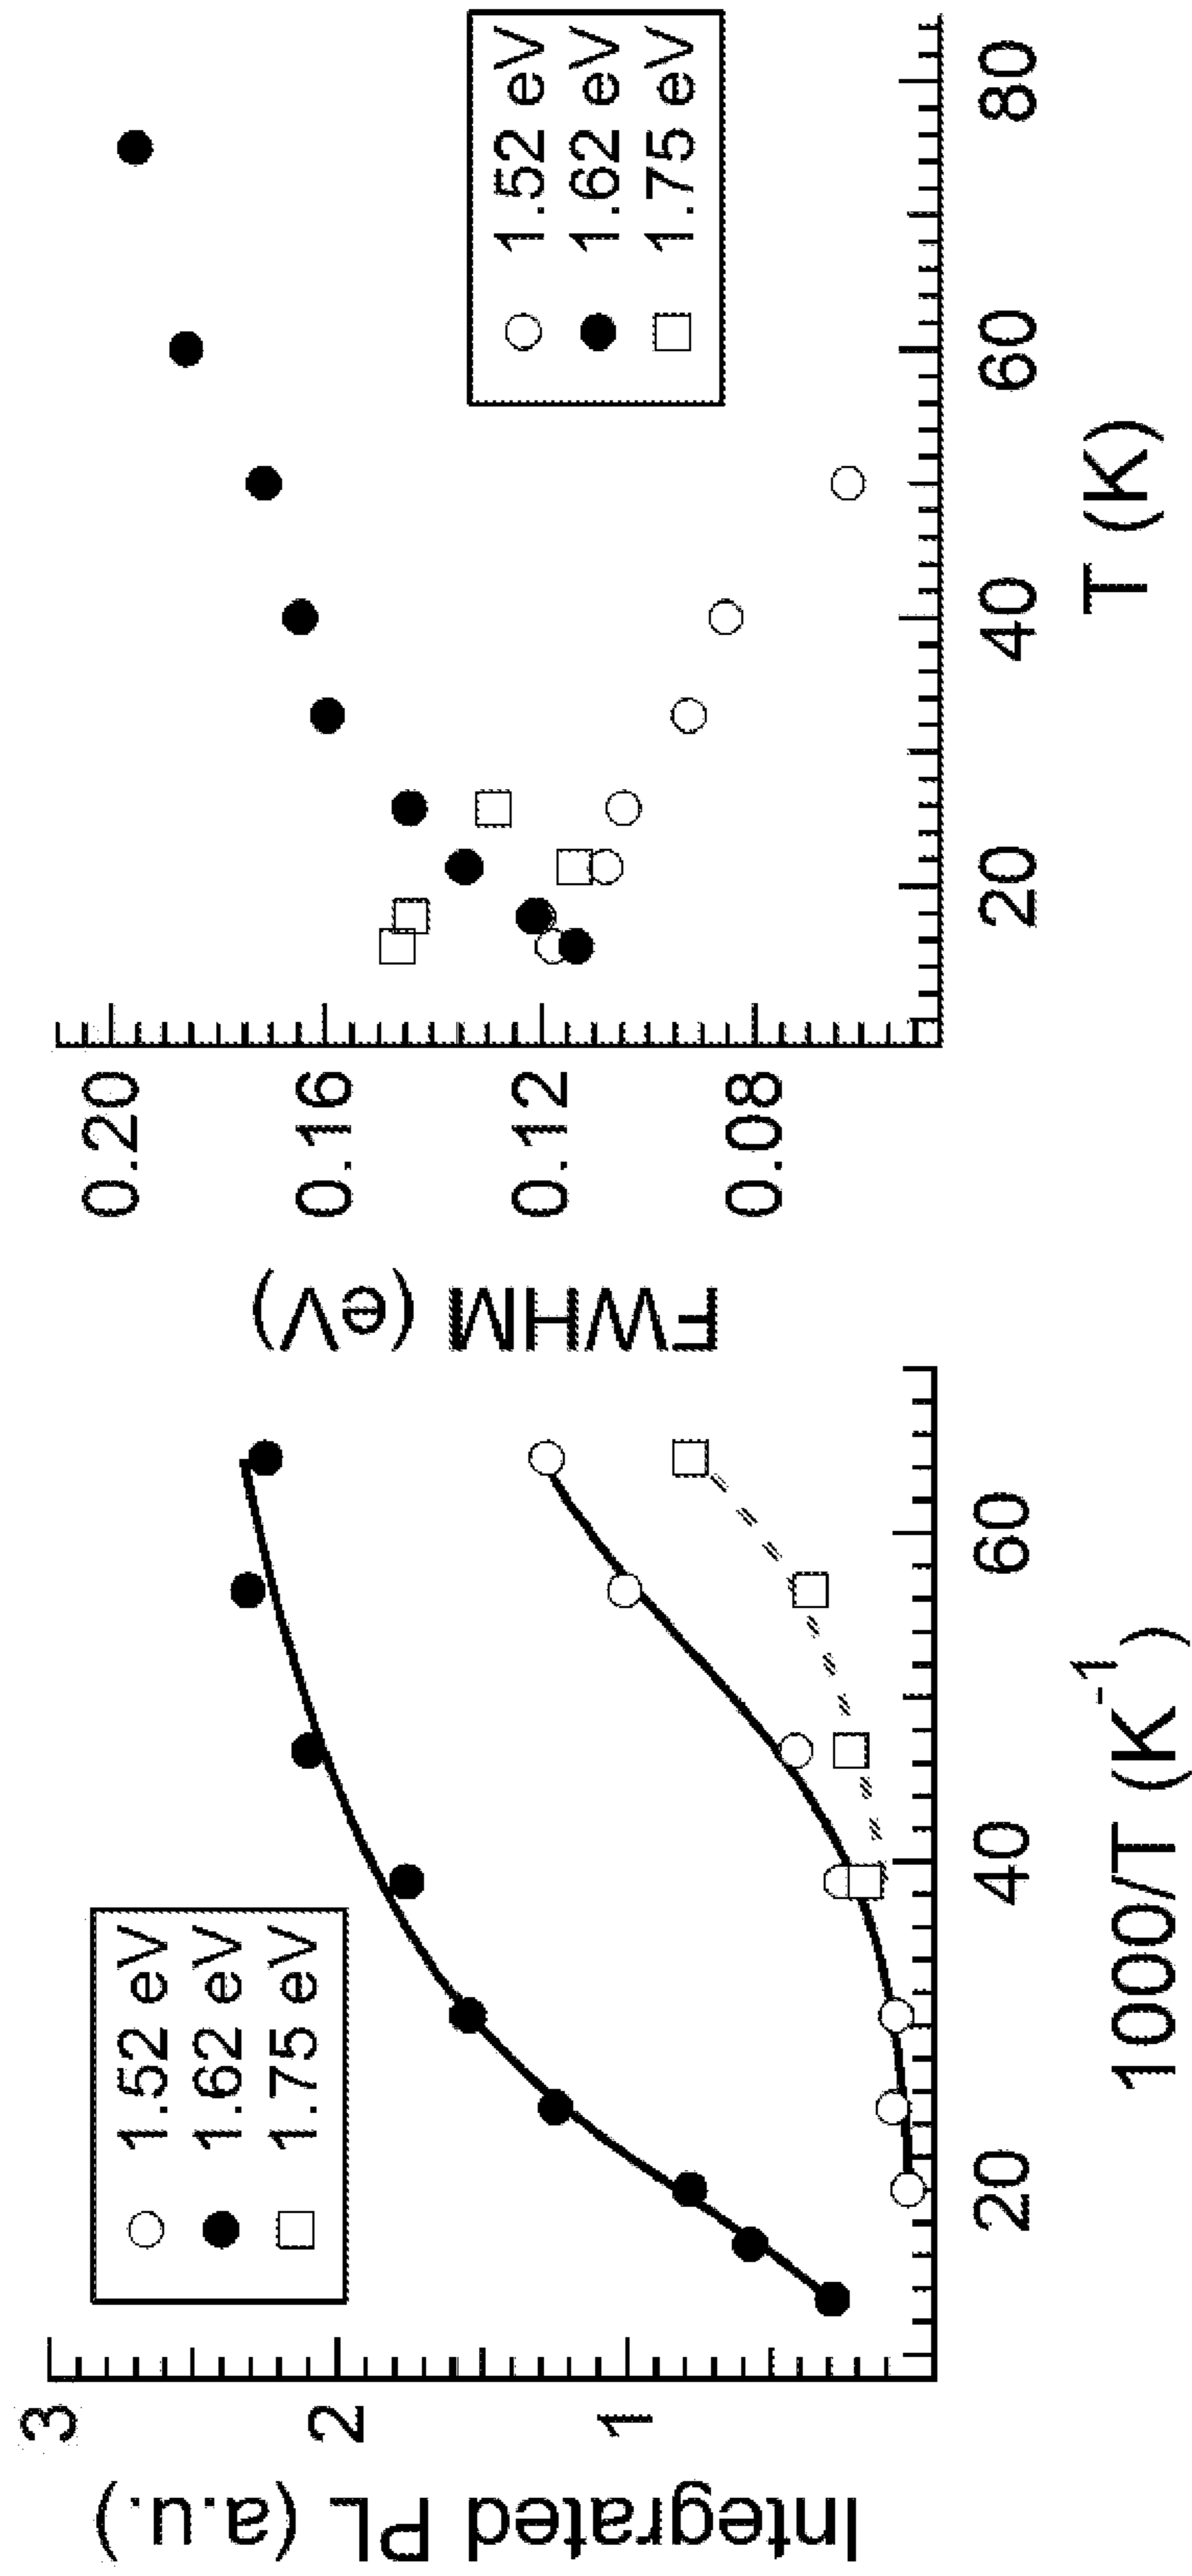 Integrated PL (a.u.)
3
2
1
1.52 eV
1.62 eV
1.75 eV
20
40
60
1000/T (K⁻¹)
FWHM (eV)
0.20
0.16
0.12
0.08
1.52 eV
1.62 eV
1.75 eV
20
40
60
80
T (K)